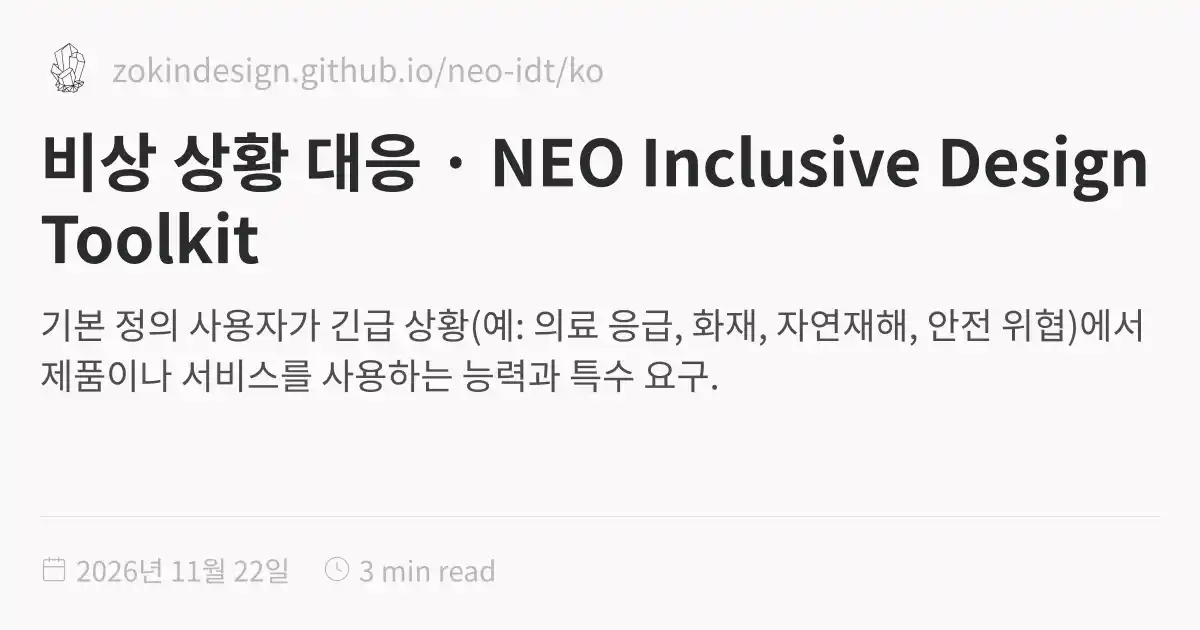 zokindesign.github.io/neo-idt/ko
비상 상황 대응 · NEO Inclusive Design
Toolkit
기본 정의 사용자가 긴급 상황(예: 의료 응급, 화재, 자연재해, 안전 위협)에서
제품이나 서비스를 사용하는 능력과 특수 요구.
2026년 11월 22일 3 min read